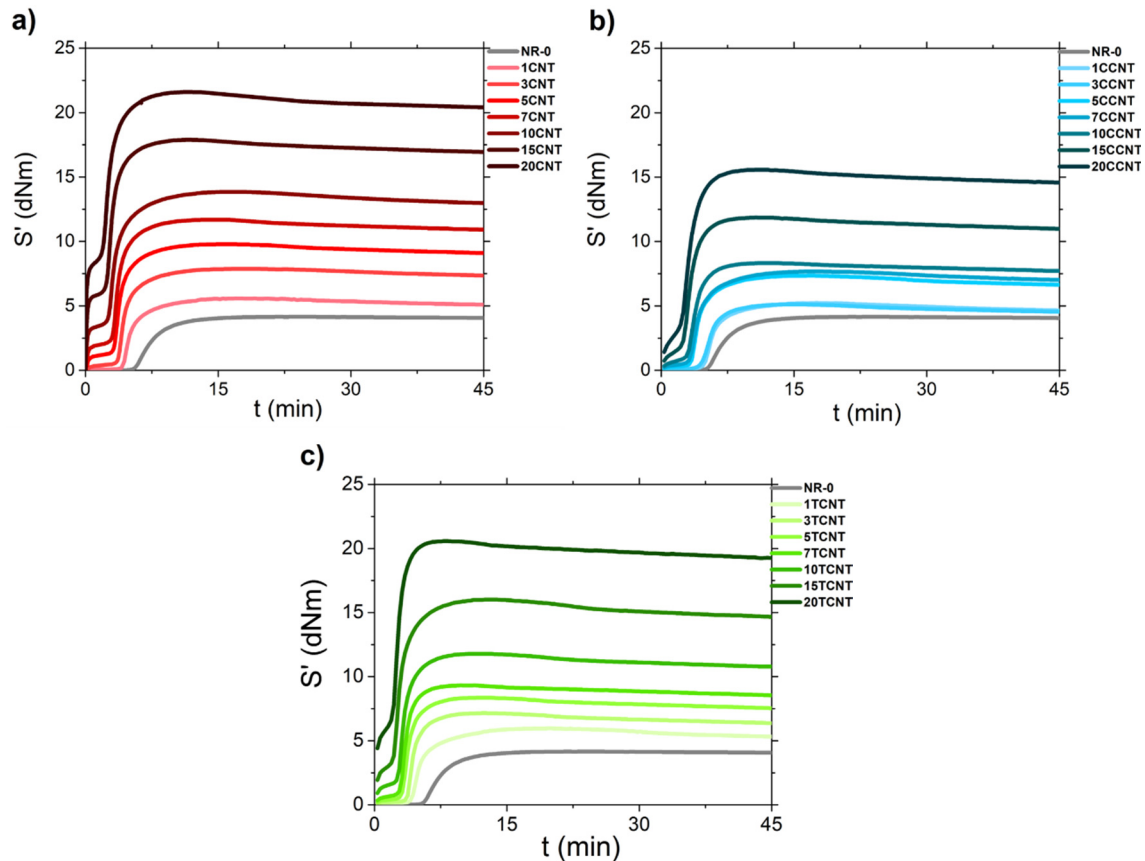 a)
25
20
15
10
5
0
S' (dNm)
0
15
30
45
t (min)
NR-0
1CNT
3CNT
5CNT
7CNT
10CNT
15CNT
20CNT
b)
25
20
15
10
5
0
S' (dNm)
0
15
30
45
t (min)
NR-0
1CCNT
3CCNT
5CCNT
7CCNT
10CCNT
15CCNT
20CCNT
c)
25
20
15
10
5
0
S' (dNm)
0
15
30
45
t (min)
NR-0
1TCNT
3TCNT
5TCNT
7TCNT
10TCNT
15TCNT
20TCNT